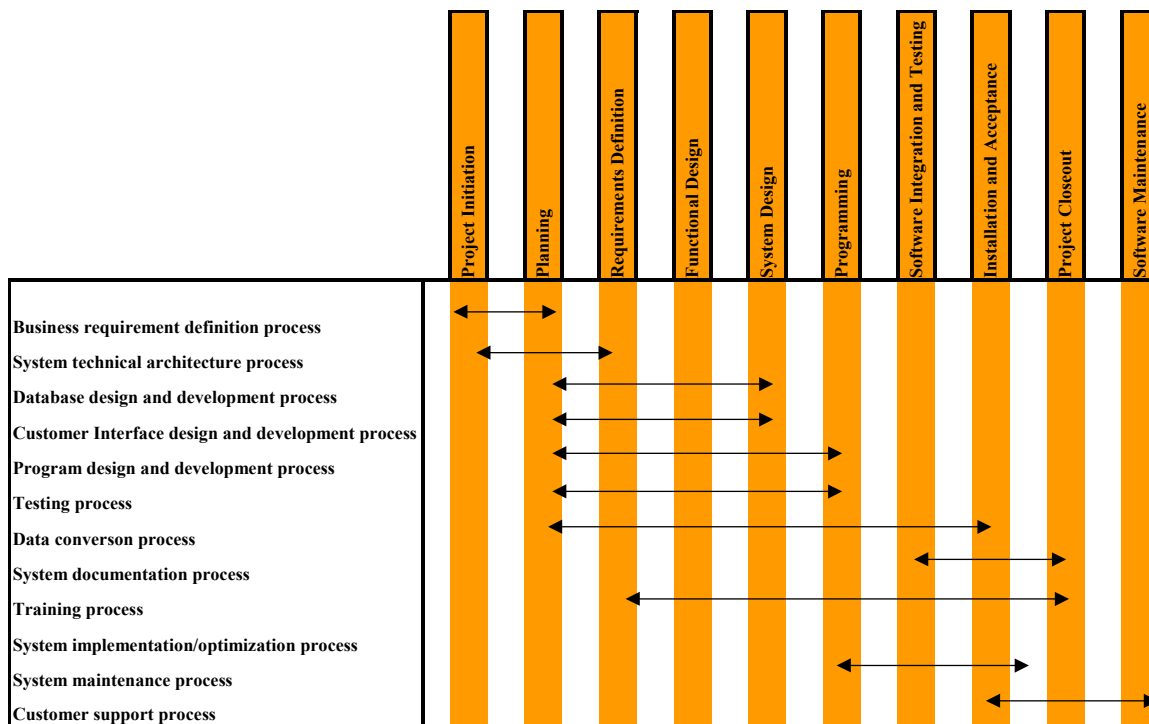 Project Initiation
Planning
Requirements Definition
Functional Design
System Design
Programming
Software Integration and Testing
Installation and Acceptance
Project Closeout
Software Maintenance
Business requirement definition process
System technical architecture process
Database design and development process
Customer Interface design and development process
Program design and development process
Testing process
Data converson process
System documentation process
Training process
System implementation/optimization process
System maintenance process
Customer support process